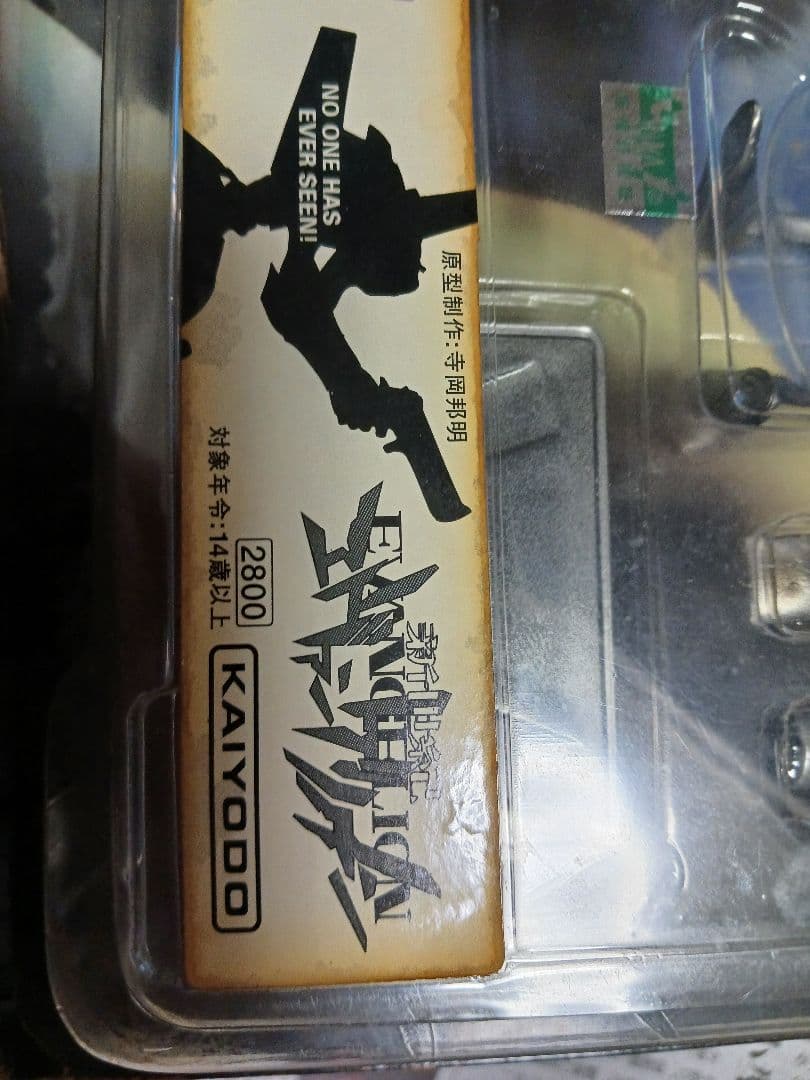 NO ONE HAS
EVER SEEN!
原型制作:寺岡邦明
新世紀
EVANGELION
エヴァンゲリオン
2800
対象年令:14歳以上
KAIYODO